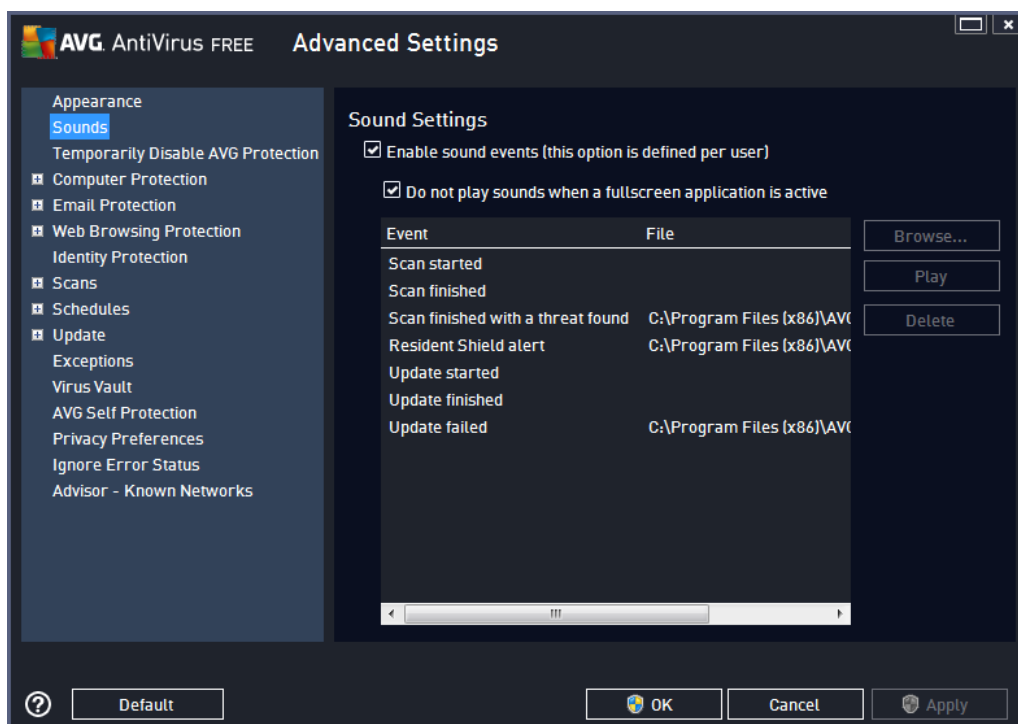 AVG. AntiVirus FREE Advanced Settings
Appearance
Sounds
Temporarily Disable AVG Protection
Computer Protection
Email Protection
Web Browsing Protection
Identity Protection
Scans
Schedules
Update
Exceptions
Virus Vault
AVG Self Protection
Privacy Preferences
Ignore Error Status
Advisor - Known Networks
Sound Settings
Enable sound events (this option is defined per user)
Do not play sounds when a fullscreen application is active
Event File
Scan started
Scan finished
Scan finished with a threat found C:\Program Files (x86)\AVG
Resident Shield alert C:\Program Files (x86)\AVG
Update started
Update finished
Update failed C:\Program Files (x86)\AVG
Browse...
Play
Delete
? Default OK Cancel Apply